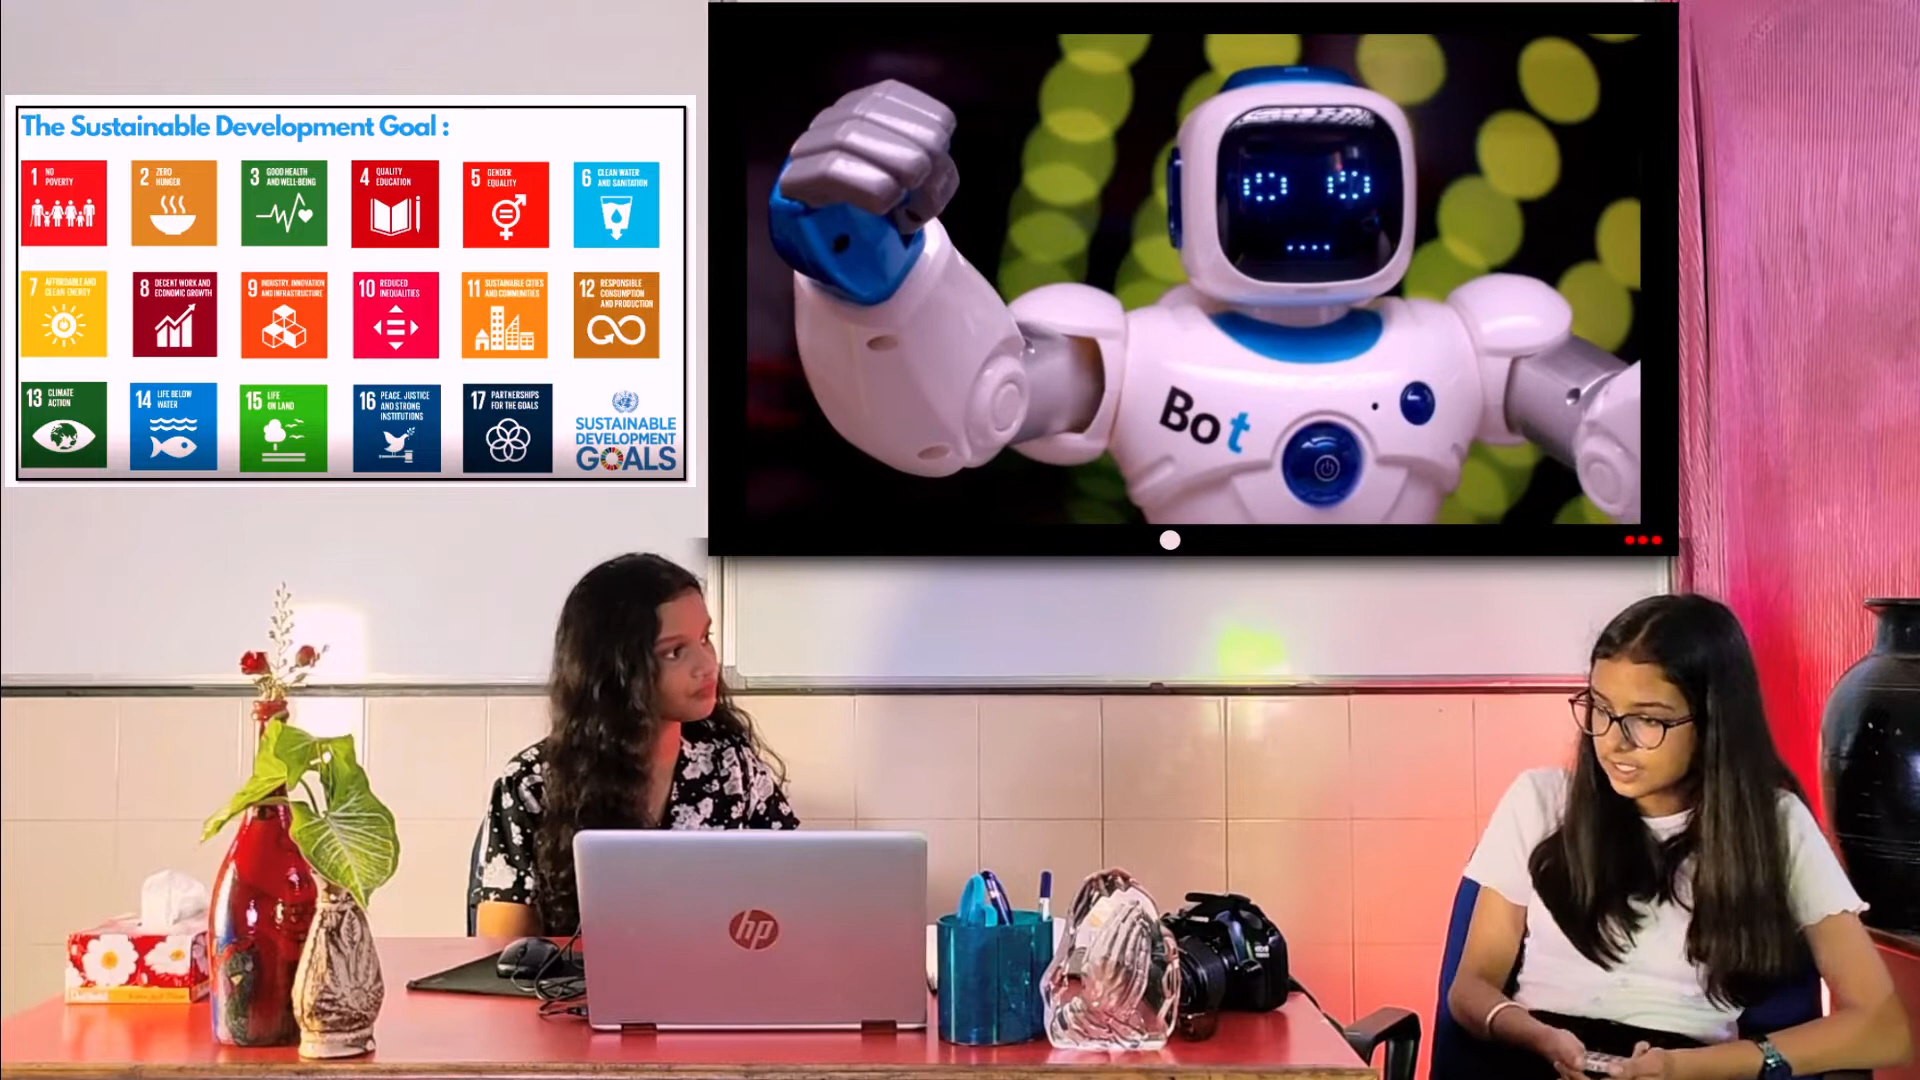 The Sustainable Development Goal :
1 NO
POVERTY
2 ZERO
HUNGER
3 GOOD HEALTH
AND WELL-BEING
4 QUALITY
EDUCATION
5 GENDER
EQUALITY
6 CLEAN WATER
AND SANITATION
7 AFFORDABLE AND
CLEAN ENERGY
8 DECENT WORK AND
ECONOMIC GROWTH
9 INDUSTRY, INNOVATION
AND INFRASTRUCTURE
10 REDUCED
INEQUALITIES
11 SUSTAINABLE CITIES
AND COMMUNITIES
12 RESPONSIBLE
CONSUMPTION
AND PRODUCTION
13 CLIMATE
ACTION
14 LIFE BELOW
WATER
15 LIFE
ON LAND
16 PEACE, JUSTICE
AND STRONG
INSTITUTIONS
17 PARTNERSHIPS
FOR THE GOALS
SUSTAINABLE
DEVELOPMENT
GOALS
Bot
hp